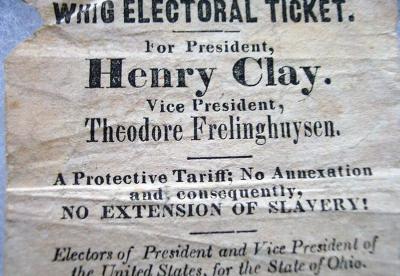 WHIG ELECTORAL TICKET.
For President,
Henry Clay.
Vice President,
Theodore Frelinghuysen.
A Protective Tariff; No Annexation
and, consequently,
NO EXTENSION OF SLAVERY!
Electors of President and Vice President of
the United States, for the State of Ohio.